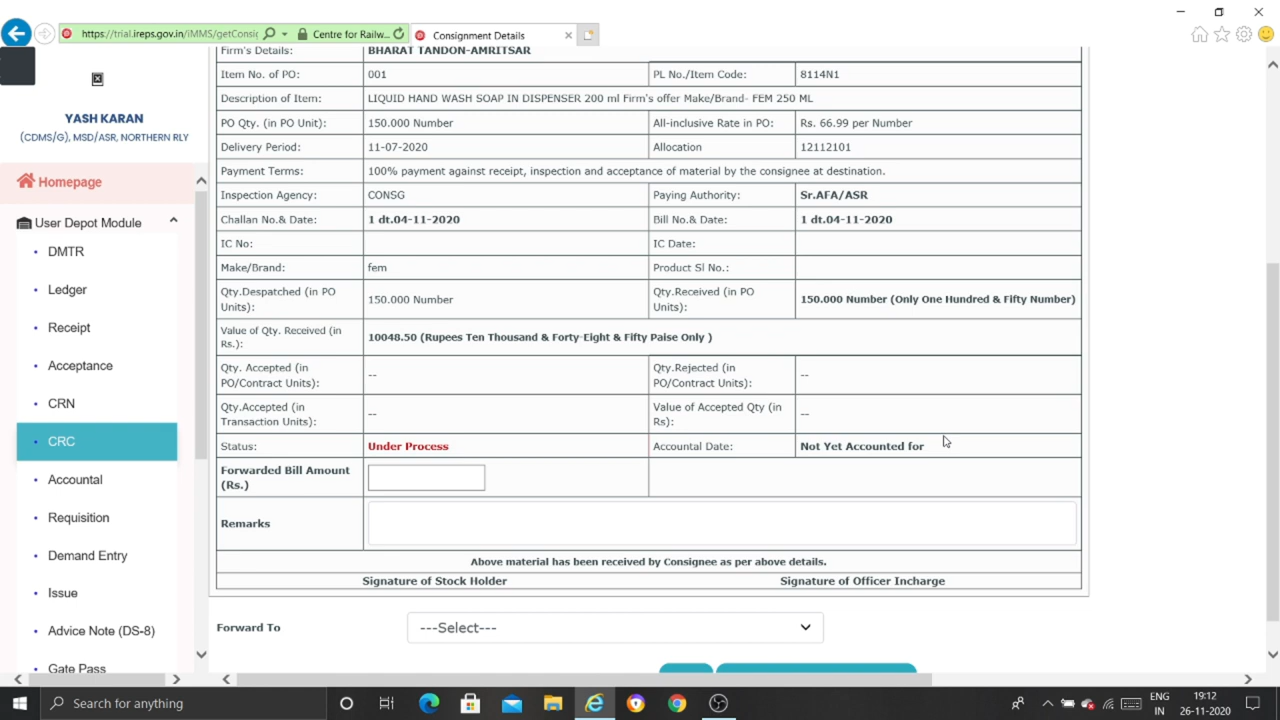 https://trial.ireps.gov.in/iMMS/getConsig
Centre for Railw...
Consignment Details
YASH KARAN
(CDMS/G), MSD/ASR, NORTHERN RLY
Homepage
User Depot Module
DMTR
Ledger
Receipt
Acceptance
CRN
CRC
Accountal
Requisition
Demand Entry
Issue
Advice Note (DS-8)
Gate Pass
Firm's Details: BHARAT TANDON-AMRITSAR
Item No. of PO: 001 PL No./Item Code: 8114N1
Description of Item: LIQUID HAND WASH SOAP IN DISPENSER 200 ml Firm's offer Make/Brand- FEM 250 ML
PO Qty. (in PO Unit): 150.000 Number All-inclusive Rate in PO: Rs. 66.99 per Number
Delivery Period: 11-07-2020 Allocation 12112101
Payment Terms: 100% payment against receipt, inspection and acceptance of material by the consignee at destination.
Inspection Agency: CONSG Paying Authority: Sr.AFA/ASR
Challan No.& Date: 1 dt.04-11-2020 Bill No.& Date: 1 dt.04-11-2020
IC No: IC Date:
Make/Brand: fem Product Sl No.:
Qty.Despatched (in PO Units): 150.000 Number Qty.Received (in PO Units): 150.000 Number (Only One Hundred & Fifty Number)
Value of Qty. Received (in Rs.): 10048.50 (Rupees Ten Thousand & Forty-Eight & Fifty Paise Only )
Qty. Accepted (in PO/Contract Units): -- Qty.Rejected (in PO/Contract Units): --
Qty.Accepted (in Transaction Units): -- Value of Accepted Qty (in Rs): --
Status: Under Process Accountal Date: Not Yet Accounted for
Forwarded Bill Amount (Rs.)
Remarks
Above material has been received by Consignee as per above details.
Signature of Stock Holder Signature of Officer Incharge
Forward To ---Select---
Search for anything
ENG
IN
19:12
26-11-2020